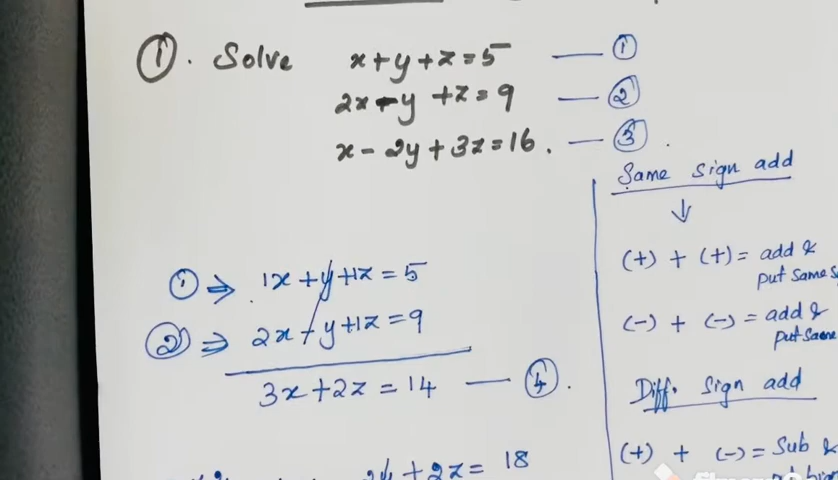 ①. Solve x+y+z=5 —— ①
2x-y+z=9 —— ②
x-2y+3z=16. —— ③.
① ⇒ 1x+y+1z=5
② ⇒ 2x-y+1z=9
3x+2z=14 —— ④.
2z= 18
Same sign add
↓
(+) + (+) = add &
put same
(-) + (-) = add &
put same
Diff. sign add
(+) + (-) = Sub &